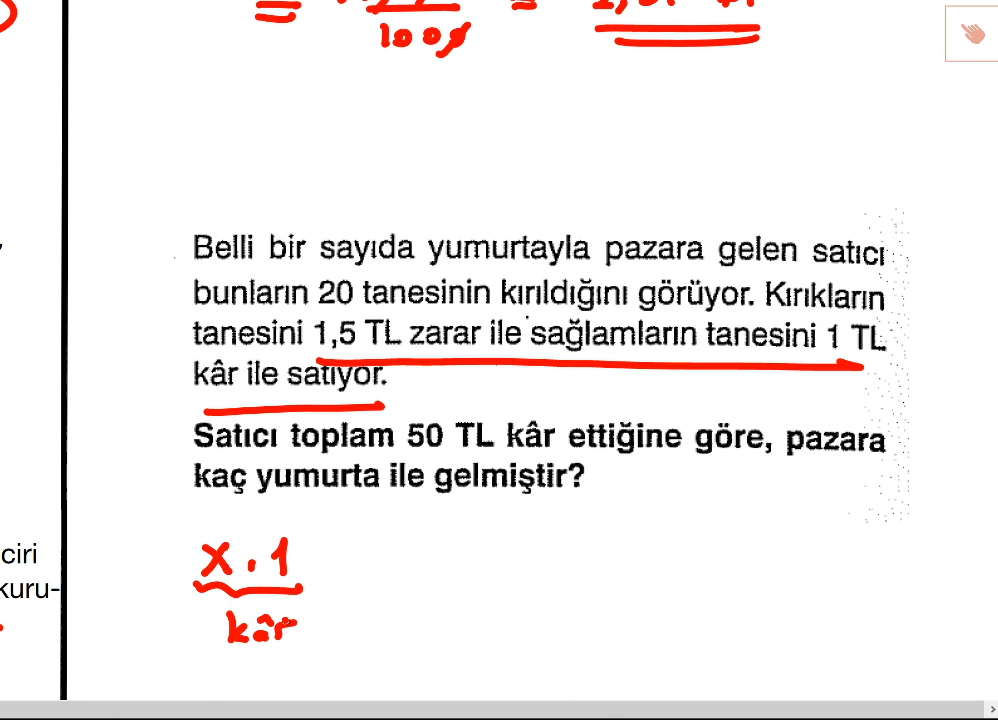 100
Belli bir sayıda yumurtayla pazara gelen satıcı
bunların 20 tanesinin kırıldığını görüyor. Kırıkların
tanesini 1,5 TL zarar ile sağlamların tanesini 1 TL
kâr ile satıyor.
Satıcı toplam 50 TL kâr ettiğine göre, pazara
kaç yumurta ile gelmiştir?
ciri
x . 1
kuru-
kâr